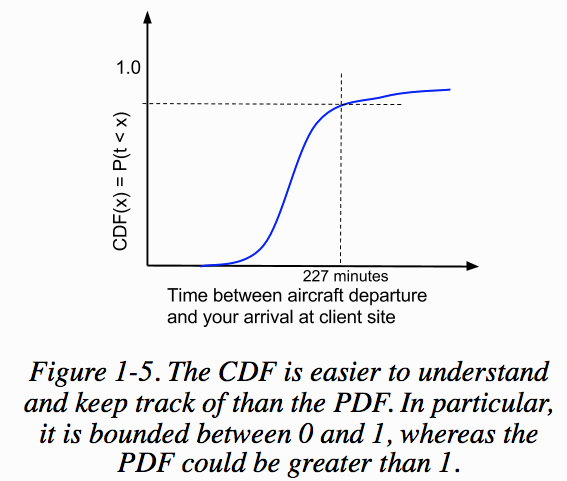 1.0
CDF(x) = P(t < x)
227 minutes
Time between aircraft departure
and your arrival at client site
Figure 1-5. The CDF is easier to understand
and keep track of than the PDF. In particular,
it is bounded between 0 and 1, whereas the
PDF could be greater than 1.